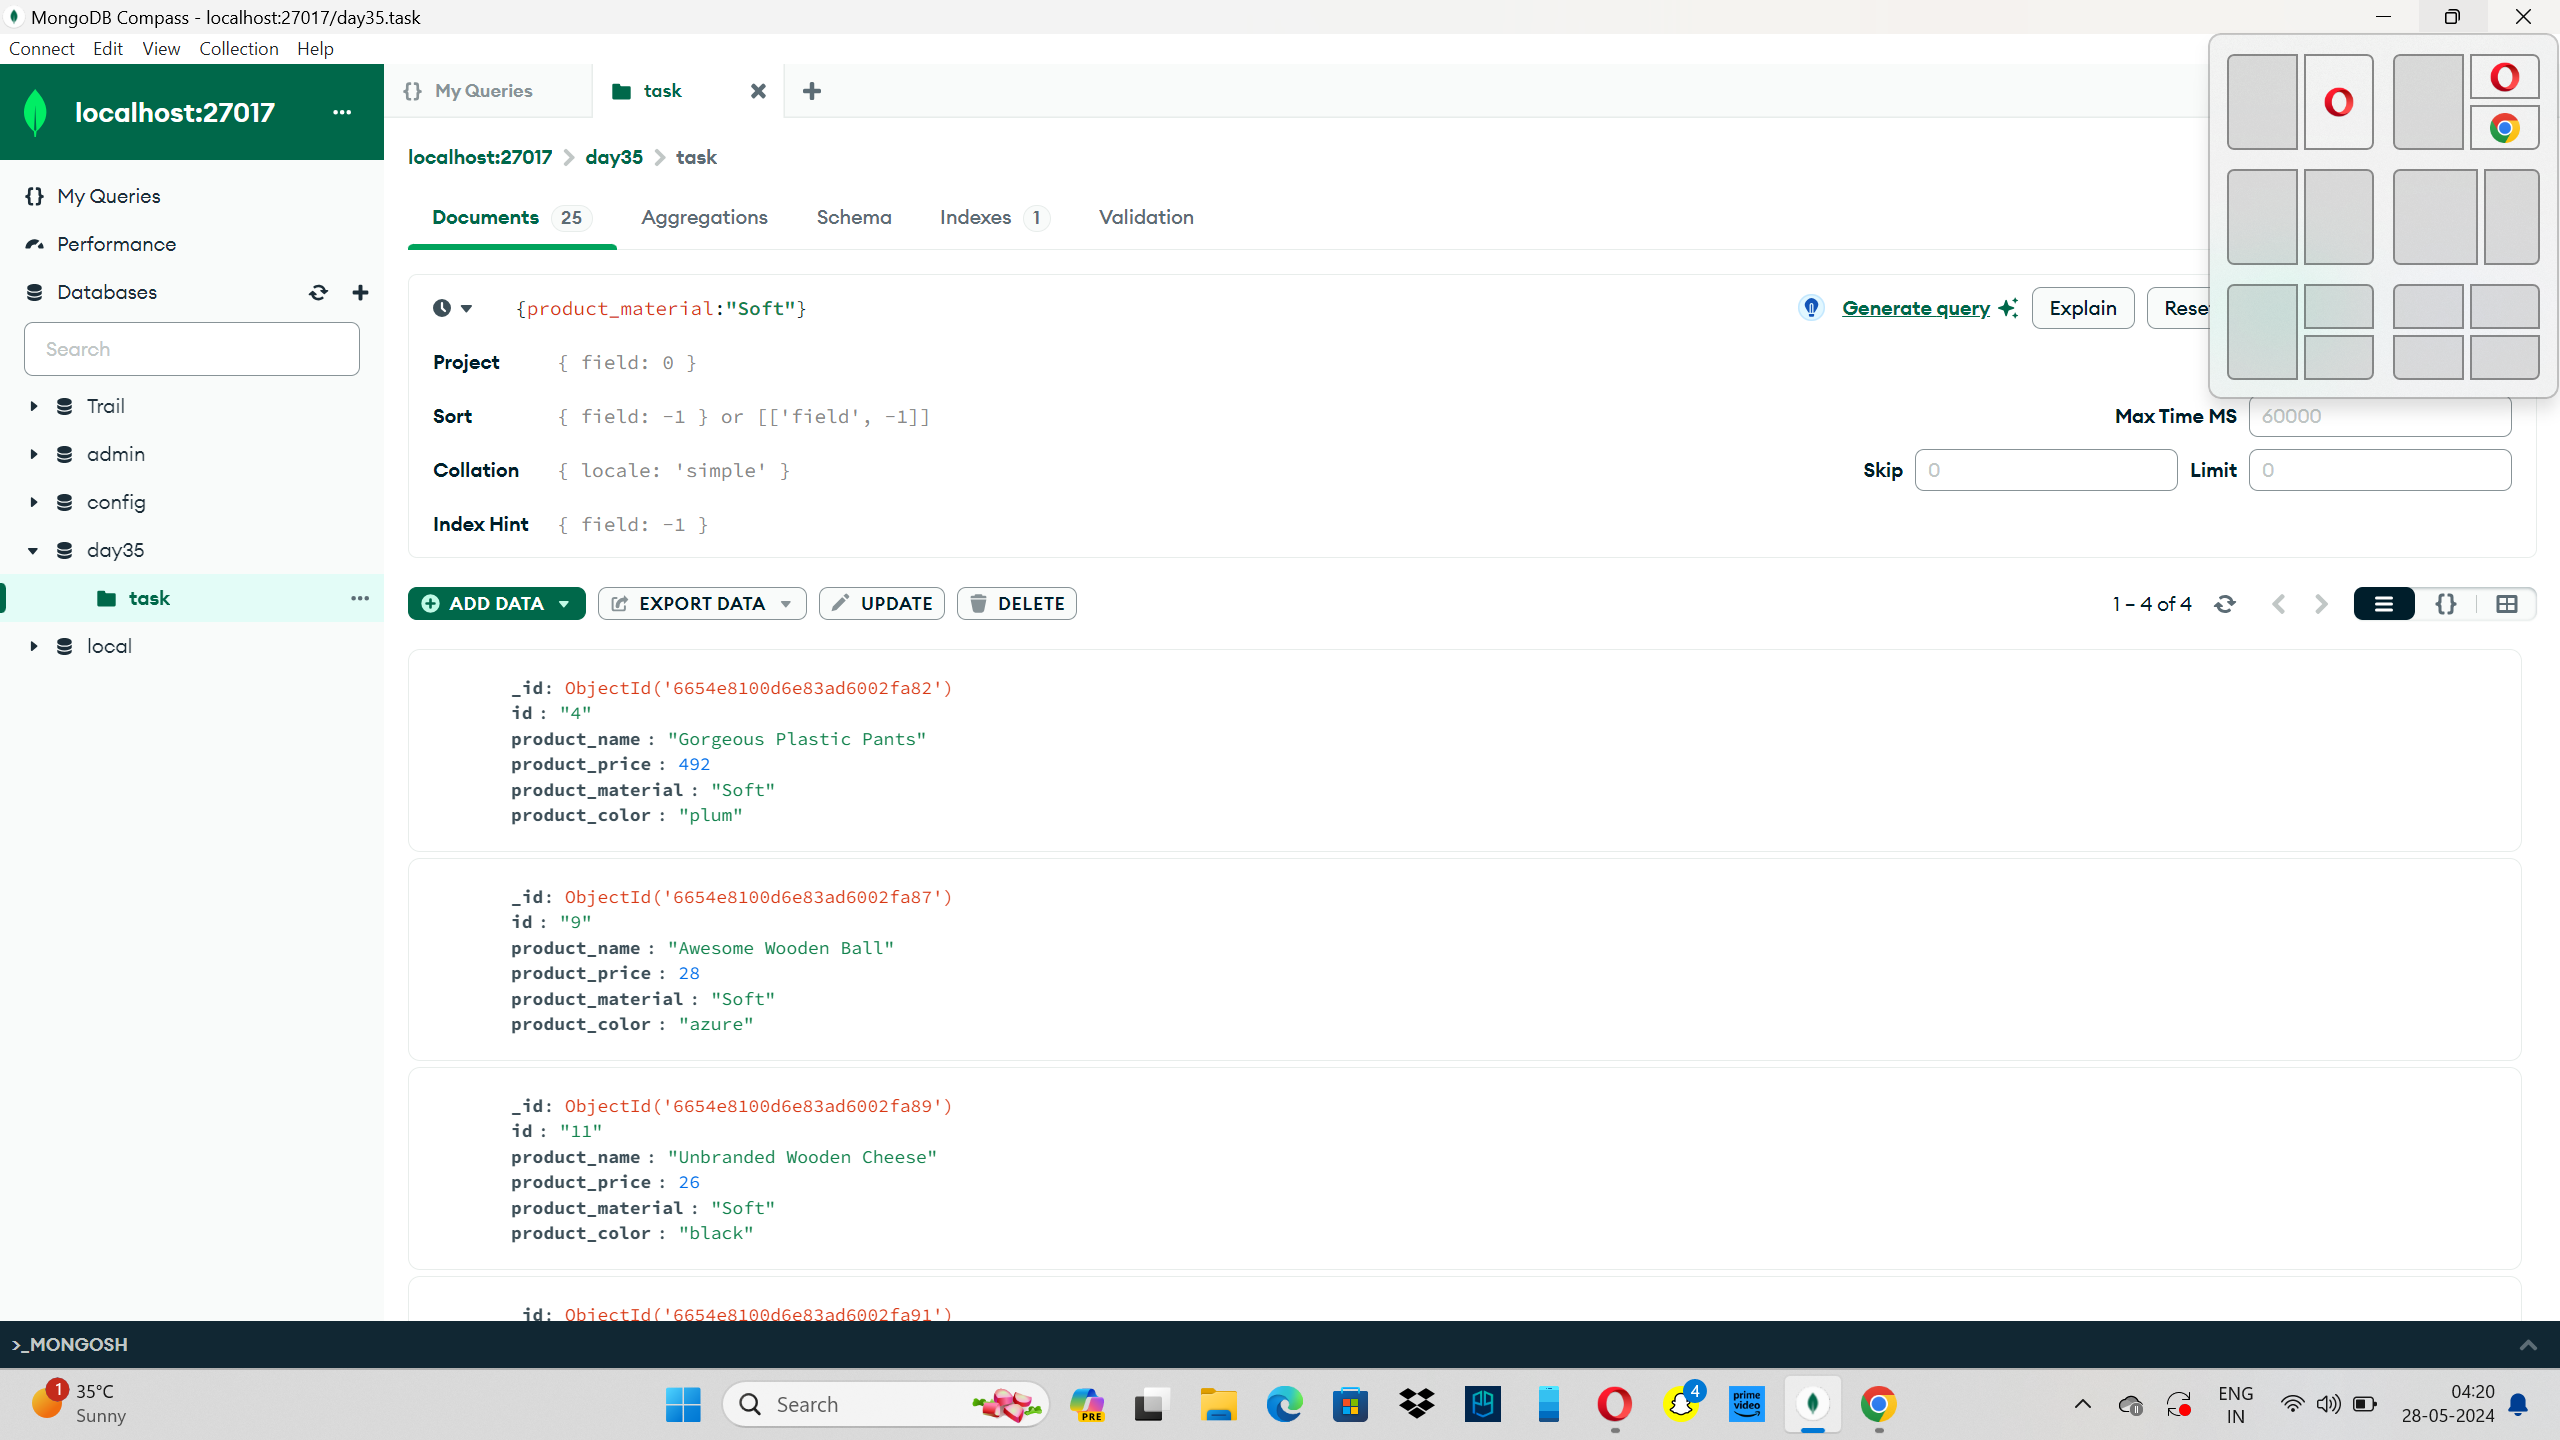 MongoDB Compass - localhost:27017/day35.task
Connect Edit View Collection Help
localhost:27017 ...
{} My Queries
task
localhost:27017 > day35 > task
{} My Queries
Performance
Databases
Search
Trail
admin
config
day35
task ...
local
Documents 25 Aggregations Schema Indexes 1 Validation
{product_material:"Soft"}
Generate query Explain Rese
Project { field: 0 }
Sort { field: -1 } or [['field', -1]]
Max Time MS 60000
Collation { locale: 'simple' }
Skip 0 Limit 0
Index Hint { field: -1 }
ADD DATA EXPORT DATA UPDATE DELETE
1 – 4 of 4 {}
_id: ObjectId('6654e8100d6e83ad6002fa82')
id : "4"
product_name : "Gorgeous Plastic Pants"
product_price : 492
product_material : "Soft"
product_color : "plum"
_id: ObjectId('6654e8100d6e83ad6002fa87')
id : "9"
product_name : "Awesome Wooden Ball"
product_price : 28
product_material : "Soft"
product_color : "azure"
_id: ObjectId('6654e8100d6e83ad6002fa89')
id : "11"
product_name : "Unbranded Wooden Cheese"
product_price : 26
product_material : "Soft"
product_color : "black"
_id: ObjectId('6654e8100d6e83ad6002fa91')
>_MONGOSH
1 35°C
Sunny
Search
PRE
4
prime video
ENG
IN
04:20
28-05-2024